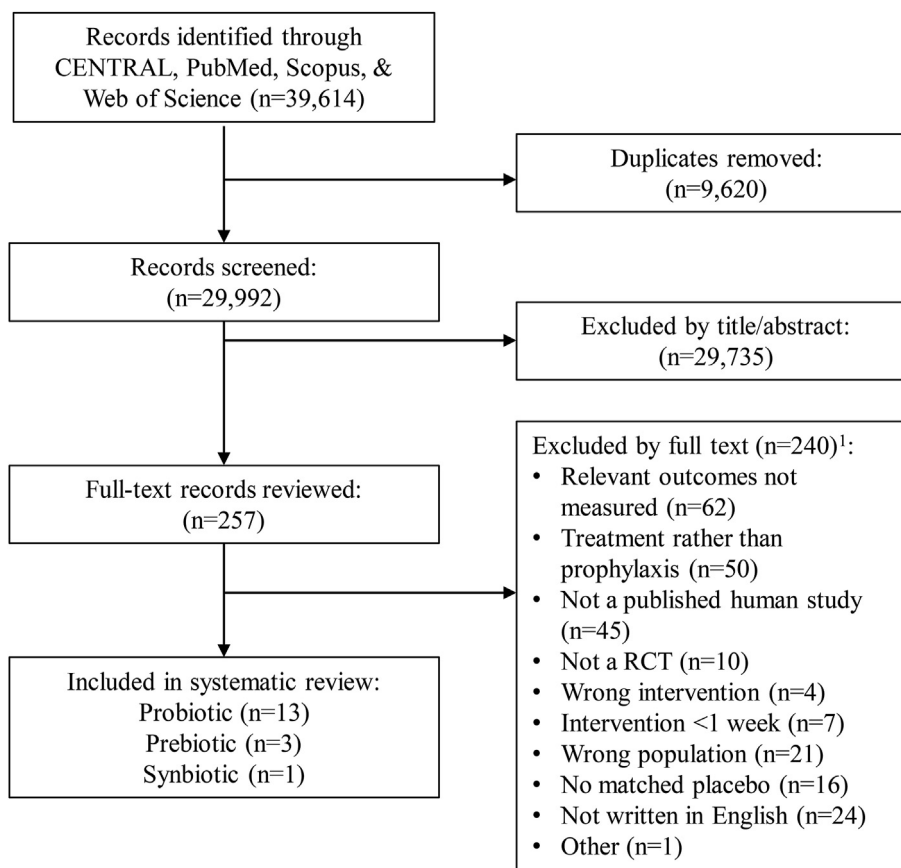 Records identified through
CENTRAL, PubMed, Scopus, &
Web of Science (n=39,614)
Duplicates removed:
(n=9,620)
Records screened:
(n=29,992)
Excluded by title/abstract:
(n=29,735)
Full-text records reviewed:
(n=257)
Excluded by full text (n=240)¹:
• Relevant outcomes not
measured (n=62)
• Treatment rather than
prophylaxis (n=50)
• Not a published human study
(n=45)
• Not a RCT (n=10)
• Wrong intervention (n=4)
• Intervention <1 week (n=7)
• Wrong population (n=21)
• No matched placebo (n=16)
• Not written in English (n=24)
• Other (n=1)
Included in systematic review:
Probiotic (n=13)
Prebiotic (n=3)
Synbiotic (n=1)